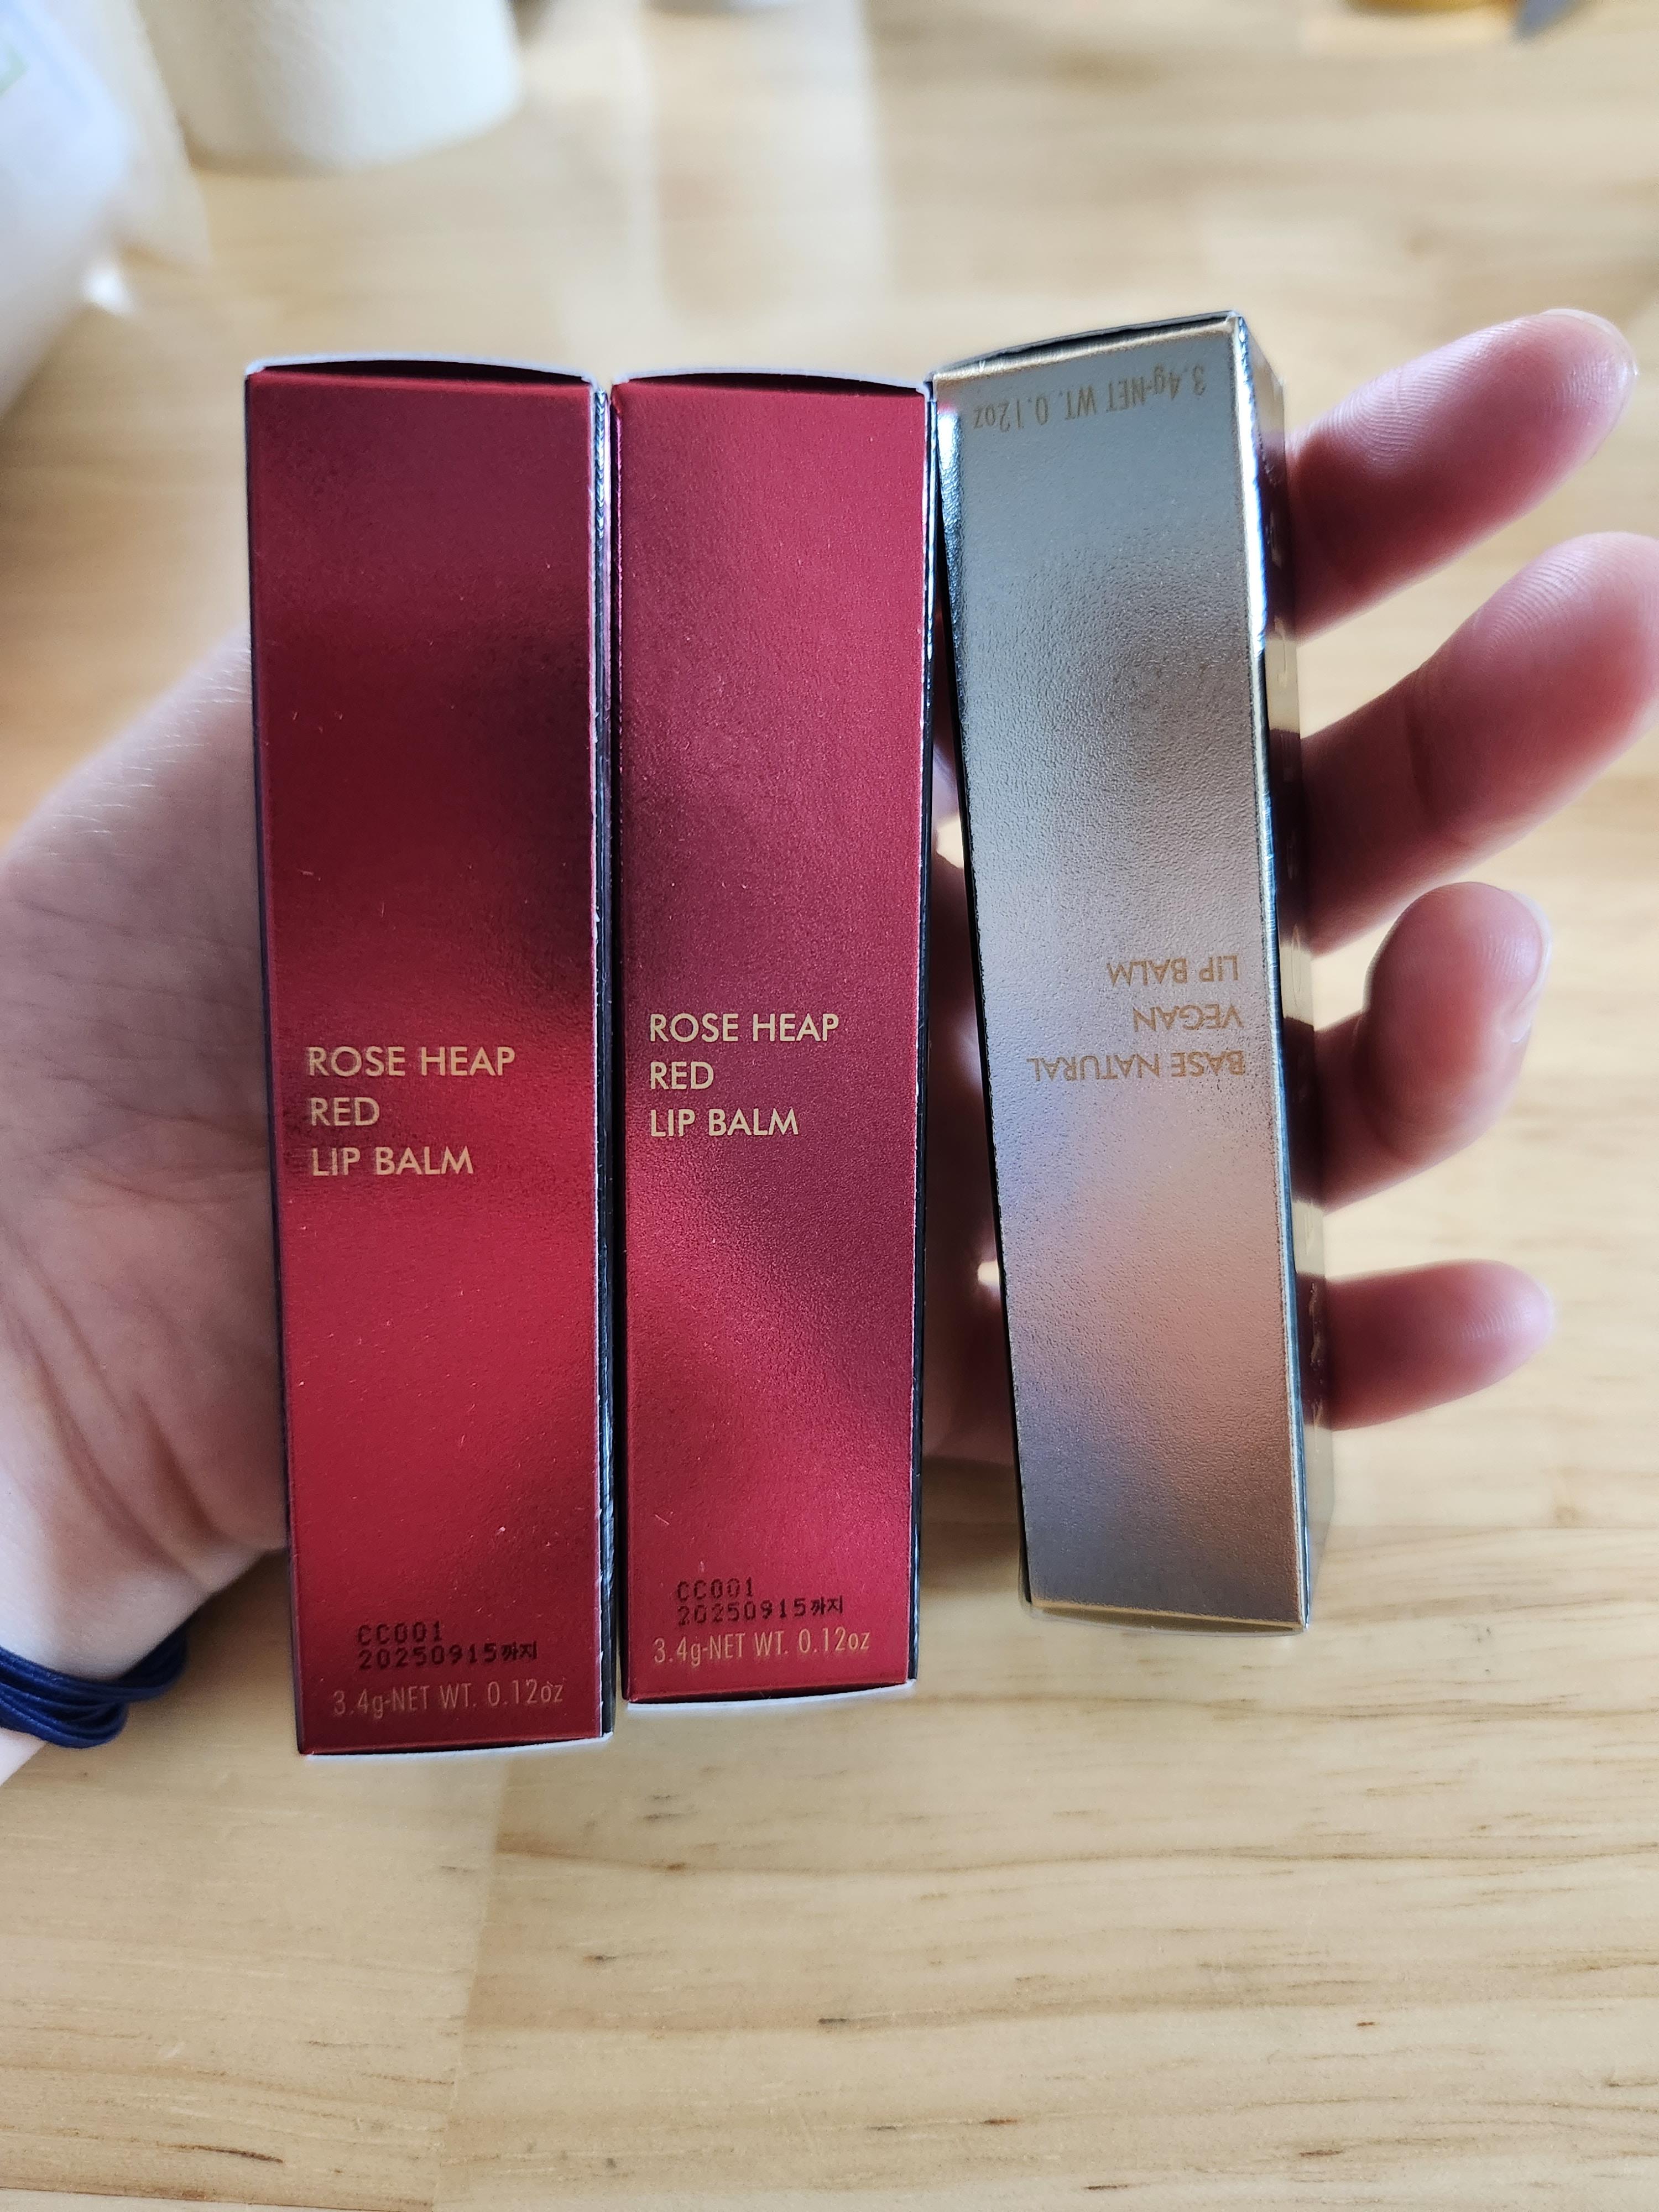 ROSE HEAP
RED
LIP BALM
CC001
20250915까지
3.4g-NET WT. 0.12oz
ROSE HEAP
RED
LIP BALM
CC001
20250915까지
3.4g-NET WT. 0.12oz
BASE NATURAL
VEGAN
LIP BALM
3.4g-NET WT. 0.12oz